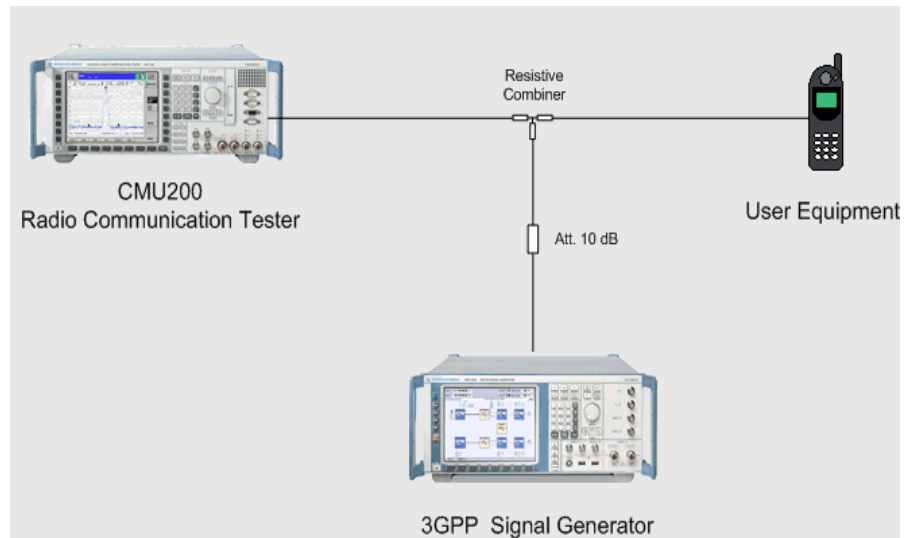 Resistive
Combiner
CMU200
Radio Communication Tester
User Equipment
Att. 10 dB
3GPP Signal Generator